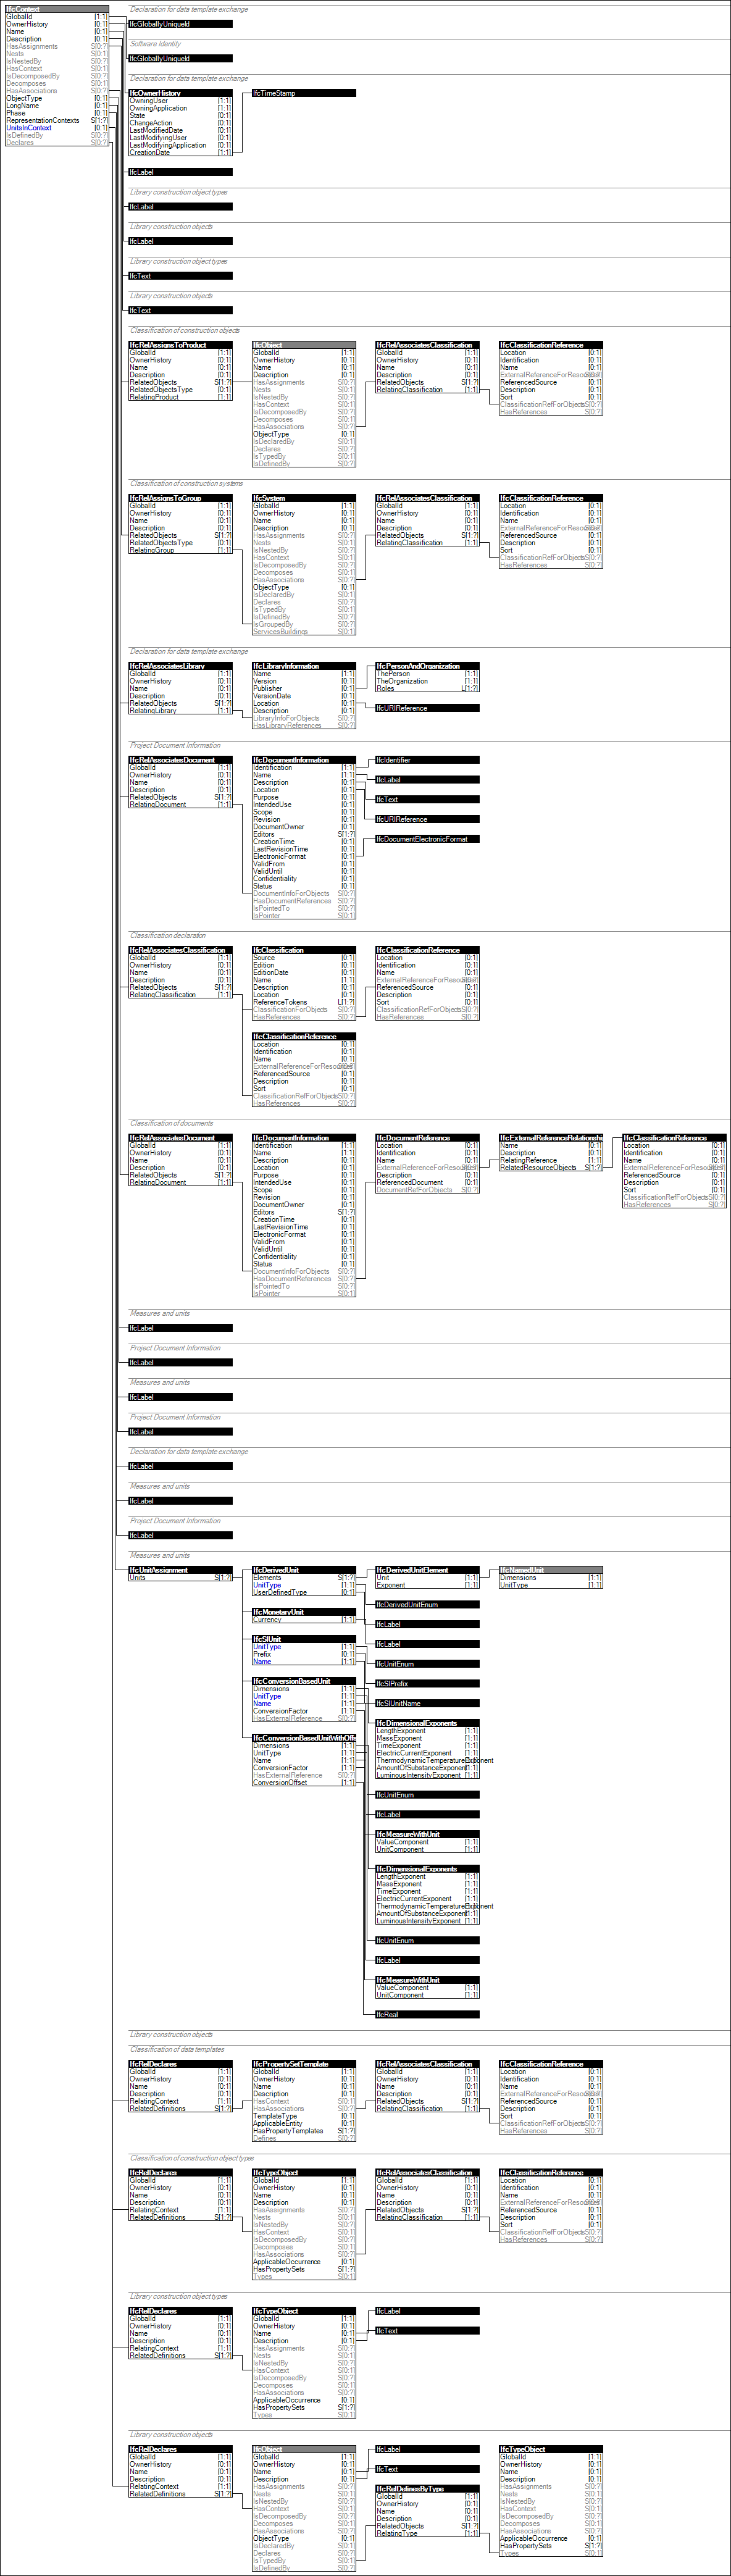 IfcContext
GlobalId [1:1]
OwnerHistory [0:1]
Name [0:1]
Description [0:1]
HasAssignments S[0:?]
Nests S[0:1]
IsNestedBy S[0:?]
HasContext S[0:1]
IsDecomposedBy S[0:?]
Decomposes S[0:1]
HasAssociations S[0:?]
ObjectType [0:1]
LongName [0:1]
Phase [0:1]
RepresentationContexts S[1:?]
UnitsInContext [0:1]
IsDefinedBy S[0:?]
Declares S[0:?]
Declaration for data template exchange
IfcGloballyUniqueId
Software Identity
IfcGloballyUniqueId
Declaration for data template exchange
IfcOwnerHistory
OwningUser [1:1]
OwningApplication [1:1]
State [0:1]
ChangeAction [0:1]
LastModifiedDate [0:1]
LastModifyingUser [0:1]
LastModifyingApplication [0:1]
CreationDate [1:1]
IfcTimeStamp
IfcLabel
Library construction object types
IfcLabel
Library construction objects
IfcLabel
Library construction object types
IfcText
Library construction objects
IfcText
Classification of construction objects
IfcRelAssignsToProduct
GlobalId [1:1]
OwnerHistory [0:1]
Name [0:1]
Description [0:1]
RelatedObjects S[1:?]
RelatedObjectsType [0:1]
RelatingProduct [1:1]
IfcObject
GlobalId [1:1]
OwnerHistory [0:1]
Name [0:1]
Description [0:1]
HasAssignments S[0:?]
Nests S[0:1]
IsNestedBy S[0:?]
HasContext S[0:1]
IsDecomposedBy S[0:?]
Decomposes S[0:1]
HasAssociations S[0:?]
ObjectType [0:1]
IsDeclaredBy S[0:1]
Declares S[0:?]
IsTypedBy S[0:1]
IsDefinedBy S[0:?]
IfcRelAssociatesClassification
GlobalId [1:1]
OwnerHistory [0:1]
Name [0:1]
Description [0:1]
RelatedObjects S[1:?]
RelatingClassification [1:1]
IfcClassificationReference
Location [0:1]
Identification [0:1]
Name [0:1]
ExternalReferenceForResources S[0:?]
ReferencedSource [0:1]
Description [0:1]
Sort [0:1]
ClassificationRefForObjects S[0:?]
HasReferences S[0:?]
Classification of construction systems
IfcRelAssignsToGroup
GlobalId [1:1]
OwnerHistory [0:1]
Name [0:1]
Description [0:1]
RelatedObjects S[1:?]
RelatedObjectsType [0:1]
RelatingGroup [1:1]
IfcSystem
GlobalId [1:1]
OwnerHistory [0:1]
Name [0:1]
Description [0:1]
HasAssignments S[0:?]
Nests S[0:1]
IsNestedBy S[0:?]
HasContext S[0:1]
IsDecomposedBy S[0:?]
Decomposes S[0:1]
HasAssociations S[0:?]
ObjectType [0:1]
IsDeclaredBy S[0:1]
Declares S[0:?]
IsTypedBy S[0:1]
IsDefinedBy S[0:?]
IsGroupedBy S[0:?]
ServicesBuildings S[0:1]
IfcRelAssociatesClassification
GlobalId [1:1]
OwnerHistory [0:1]
Name [0:1]
Description [0:1]
RelatedObjects S[1:?]
RelatingClassification [1:1]
IfcClassificationReference
Location [0:1]
Identification [0:1]
Name [0:1]
ExternalReferenceForResources S[0:?]
ReferencedSource [0:1]
Description [0:1]
Sort [0:1]
ClassificationRefForObjects S[0:?]
HasReferences S[0:?]
Declaration for data template exchange
IfcRelAssociatesLibrary
GlobalId [1:1]
OwnerHistory [0:1]
Name [0:1]
Description [0:1]
RelatedObjects S[1:?]
RelatingLibrary [1:1]
IfcLibraryInformation
Name [1:1]
Version [0:1]
Publisher [0:1]
VersionDate [0:1]
Location [0:1]
Description [0:1]
LibraryInfoForObjects S[0:?]
HasLibraryReferences S[0:?]
IfcPersonAndOrganization
ThePerson [1:1]
TheOrganization [1:1]
Roles L[1:?]
IfcURIReference
Project Document Information
IfcRelAssociatesDocument
GlobalId [1:1]
OwnerHistory [0:1]
Name [0:1]
Description [0:1]
RelatedObjects S[1:?]
RelatingDocument [1:1]
IfcDocumentInformation
Identification [1:1]
Name [1:1]
Description [0:1]
Location [0:1]
Purpose [0:1]
IntendedUse [0:1]
Scope [0:1]
Revision [0:1]
DocumentOwner [0:1]
Editors S[1:?]
CreationTime [0:1]
LastRevisionTime [0:1]
ElectronicFormat [0:1]
ValidFrom [0:1]
ValidUntil [0:1]
Confidentiality [0:1]
Status [0:1]
DocumentInfoForObjects S[0:?]
HasDocumentReferences S[0:?]
IsPointedTo S[0:?]
IsPointer S[0:1]
IfcIdentifier
IfcLabel
IfcText
IfcURIReference
IfcDocumentElectronicFormat
Classification declaration
IfcRelAssociatesClassification
GlobalId [1:1]
OwnerHistory [0:1]
Name [0:1]
Description [0:1]
RelatedObjects S[1:?]
RelatingClassification [1:1]
IfcClassification
Source [0:1]
Edition [0:1]
EditionDate [0:1]
Name [1:1]
Description [0:1]
Location [0:1]
ReferenceTokens L[1:?]
ClassificationForObjects S[0:?]
HasReferences S[0:?]
IfcClassificationReference
Location [0:1]
Identification [0:1]
Name [0:1]
ExternalReferenceForResources S[0:?]
ReferencedSource [0:1]
Description [0:1]
Sort [0:1]
ClassificationRefForObjects S[0:?]
HasReferences S[0:?]
IfcClassificationReference
Location [0:1]
Identification [0:1]
Name [0:1]
ExternalReferenceForResources S[0:?]
ReferencedSource [0:1]
Description [0:1]
Sort [0:1]
ClassificationRefForObjects S[0:?]
HasReferences S[0:?]
Classification of documents
IfcRelAssociatesDocument
GlobalId [1:1]
OwnerHistory [0:1]
Name [0:1]
Description [0:1]
RelatedObjects S[1:?]
RelatingDocument [1:1]
IfcDocumentInformation
Identification [1:1]
Name [1:1]
Description [0:1]
Location [0:1]
Purpose [0:1]
IntendedUse [0:1]
Scope [0:1]
Revision [0:1]
DocumentOwner [0:1]
Editors S[1:?]
CreationTime [0:1]
LastRevisionTime [0:1]
ElectronicFormat [0:1]
ValidFrom [0:1]
ValidUntil [0:1]
Confidentiality [0:1]
Status [0:1]
DocumentInfoForObjects S[0:?]
HasDocumentReferences S[0:?]
IsPointedTo S[0:?]
IsPointer S[0:1]
IfcDocumentReference
Location [0:1]
Identification [0:1]
Name [0:1]
ExternalReferenceForResources S[0:?]
Description [0:1]
ReferencedDocument [0:1]
DocumentRefForObjects S[0:?]
IfcExternalReferenceRelationship
Name [0:1]
Description [0:1]
RelatingReference [1:1]
RelatedResourceObjects S[1:?]
IfcClassificationReference
Location [0:1]
Identification [0:1]
Name [0:1]
ExternalReferenceForResources S[0:?]
ReferencedSource [0:1]
Description [0:1]
Sort [0:1]
ClassificationRefForObjects S[0:?]
HasReferences S[0:?]
Measures and units
IfcLabel
Project Document Information
IfcLabel
Measures and units
IfcLabel
Project Document Information
IfcLabel
Declaration for data template exchange
IfcLabel
Measures and units
IfcLabel
Project Document Information
IfcLabel
Measures and units
IfcUnitAssignment
Units S[1:?]
IfcDerivedUnit
Elements S[1:?]
UnitType [1:1]
UserDefinedType [0:1]
IfcMonetaryUnit
Currency [1:1]
IfcSIUnit
UnitType [1:1]
Prefix [0:1]
Name [1:1]
IfcConversionBasedUnit
Dimensions [1:1]
UnitType [1:1]
Name [1:1]
ConversionFactor [1:1]
HasExternalReference S[0:?]
IfcConversionBasedUnitWithOffs
Dimensions [1:1]
UnitType [1:1]
Name [1:1]
ConversionFactor [1:1]
HasExternalReference S[0:?]
ConversionOffset [1:1]
IfcDerivedUnitElement
Unit [1:1]
Exponent [1:1]
IfcNamedUnit
Dimensions [1:1]
UnitType [1:1]
IfcDerivedUnitEnum
IfcLabel
IfcLabel
IfcUnitEnum
IfcSIPrefix
IfcSIUnitName
IfcDimensionalExponents
LengthExponent [1:1]
MassExponent [1:1]
TimeExponent [1:1]
ElectricCurrentExponent [1:1]
ThermodynamicTemperatureExponent [1:1]
AmountOfSubstanceExponent [1:1]
LuminousIntensityExponent [1:1]
IfcUnitEnum
IfcLabel
IfcMeasureWithUnit
ValueComponent [1:1]
UnitComponent [1:1]
IfcDimensionalExponents
LengthExponent [1:1]
MassExponent [1:1]
TimeExponent [1:1]
ElectricCurrentExponent [1:1]
ThermodynamicTemperatureExponent [1:1]
AmountOfSubstanceExponent [1:1]
LuminousIntensityExponent [1:1]
IfcUnitEnum
IfcLabel
IfcMeasureWithUnit
ValueComponent [1:1]
UnitComponent [1:1]
IfcReal
Library construction objects
Classification of data templates
IfcRelDeclares
GlobalId [1:1]
OwnerHistory [0:1]
Name [0:1]
Description [0:1]
RelatingContext [1:1]
RelatedDefinitions S[1:?]
IfcPropertySetTemplate
GlobalId [1:1]
OwnerHistory [0:1]
Name [0:1]
Description [0:1]
HasContext S[0:1]
HasAssociations S[0:?]
TemplateType [0:1]
ApplicableEntity [0:1]
HasPropertyTemplates S[1:?]
Defines S[0:?]
IfcRelAssociatesClassification
GlobalId [1:1]
OwnerHistory [0:1]
Name [0:1]
Description [0:1]
RelatedObjects S[1:?]
RelatingClassification [1:1]
IfcClassificationReference
Location [0:1]
Identification [0:1]
Name [0:1]
ExternalReferenceForResources S[0:?]
ReferencedSource [0:1]
Description [0:1]
Sort [0:1]
ClassificationRefForObjects S[0:?]
HasReferences S[0:?]
Classification of construction object types
IfcRelDeclares
GlobalId [1:1]
OwnerHistory [0:1]
Name [0:1]
Description [0:1]
RelatingContext [1:1]
RelatedDefinitions S[1:?]
IfcTypeObject
GlobalId [1:1]
OwnerHistory [0:1]
Name [0:1]
Description [0:1]
HasAssignments S[0:?]
Nests S[0:1]
IsNestedBy S[0:?]
HasContext S[0:1]
IsDecomposedBy S[0:?]
Decomposes S[0:1]
HasAssociations S[0:?]
ApplicableOccurrence [0:1]
HasPropertySets S[1:?]
Types S[0:1]
IfcRelAssociatesClassification
GlobalId [1:1]
OwnerHistory [0:1]
Name [0:1]
Description [0:1]
RelatedObjects S[1:?]
RelatingClassification [1:1]
IfcClassificationReference
Location [0:1]
Identification [0:1]
Name [0:1]
ExternalReferenceForResources S[0:?]
ReferencedSource [0:1]
Description [0:1]
Sort [0:1]
ClassificationRefForObjects S[0:?]
HasReferences S[0:?]
Library construction object types
IfcRelDeclares
GlobalId [1:1]
OwnerHistory [0:1]
Name [0:1]
Description [0:1]
RelatingContext [1:1]
RelatedDefinitions S[1:?]
IfcTypeObject
GlobalId [1:1]
OwnerHistory [0:1]
Name [0:1]
Description [0:1]
HasAssignments S[0:?]
Nests S[0:1]
IsNestedBy S[0:?]
HasContext S[0:1]
IsDecomposedBy S[0:?]
Decomposes S[0:1]
HasAssociations S[0:?]
ApplicableOccurrence [0:1]
HasPropertySets S[1:?]
Types S[0:1]
IfcLabel
IfcText
Library construction objects
IfcRelDeclares
GlobalId [1:1]
OwnerHistory [0:1]
Name [0:1]
Description [0:1]
RelatingContext [1:1]
RelatedDefinitions S[1:?]
IfcObject
GlobalId [1:1]
OwnerHistory [0:1]
Name [0:1]
Description [0:1]
HasAssignments S[0:?]
Nests S[0:1]
IsNestedBy S[0:?]
HasContext S[0:1]
IsDecomposedBy S[0:?]
Decomposes S[0:1]
HasAssociations S[0:?]
ObjectType [0:1]
IsDeclaredBy S[0:1]
Declares S[0:?]
IsTypedBy S[0:1]
IsDefinedBy S[0:?]
IfcLabel
IfcText
IfcRelDefinesByType
GlobalId [1:1]
OwnerHistory [0:1]
Name [0:1]
Description [0:1]
RelatedObjects S[1:?]
RelatingType [1:1]
IfcTypeObject
GlobalId [1:1]
OwnerHistory [0:1]
Name [0:1]
Description [0:1]
HasAssignments S[0:?]
Nests S[0:1]
IsNestedBy S[0:?]
HasContext S[0:1]
IsDecomposedBy S[0:?]
Decomposes S[0:1]
HasAssociations S[0:?]
ApplicableOccurrence [0:1]
HasPropertySets S[1:?]
Types S[0:1]